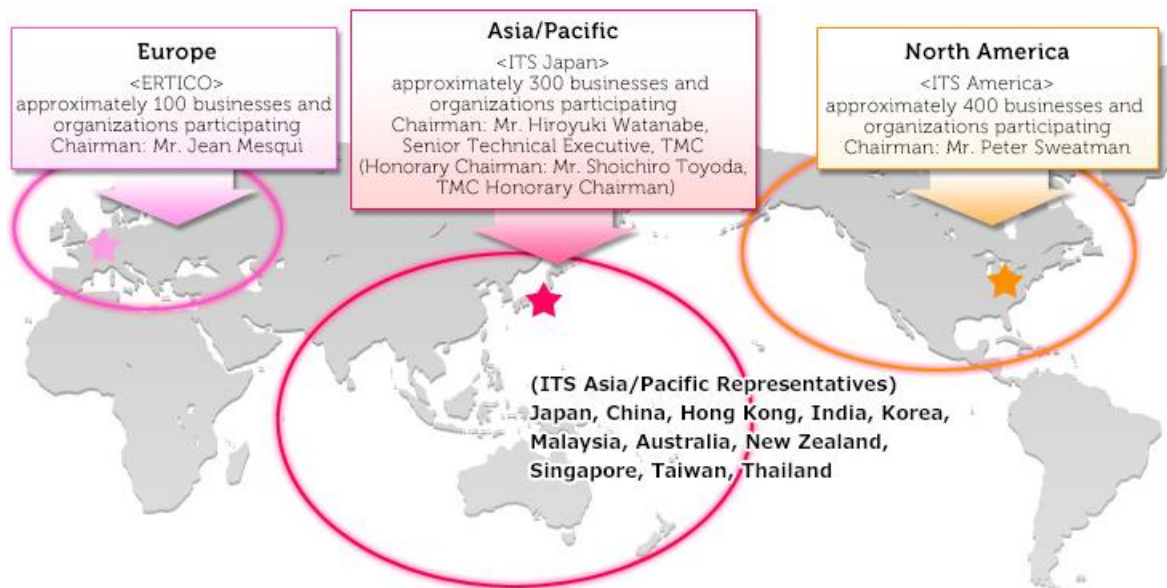 Europe
<ERTICO>
approximately 100 businesses and
organizations participating
Chairman: Mr. Jean Mesqui
Asia/Pacific
<ITS Japan>
approximately 300 businesses and
organizations participating
Chairman: Mr. Hiroyuki Watanabe,
Senior Technical Executive, TMC
(Honorary Chairman: Mr. Shoichiro Toyoda,
TMC Honorary Chairman)
North America
<ITS America>
approximately 400 businesses and
organizations participating
Chairman: Mr. Peter Sweatman
(ITS Asia/Pacific Representatives)
Japan, China, Hong Kong, India, Korea,
Malaysia, Australia, New Zealand,
Singapore, Taiwan, Thailand